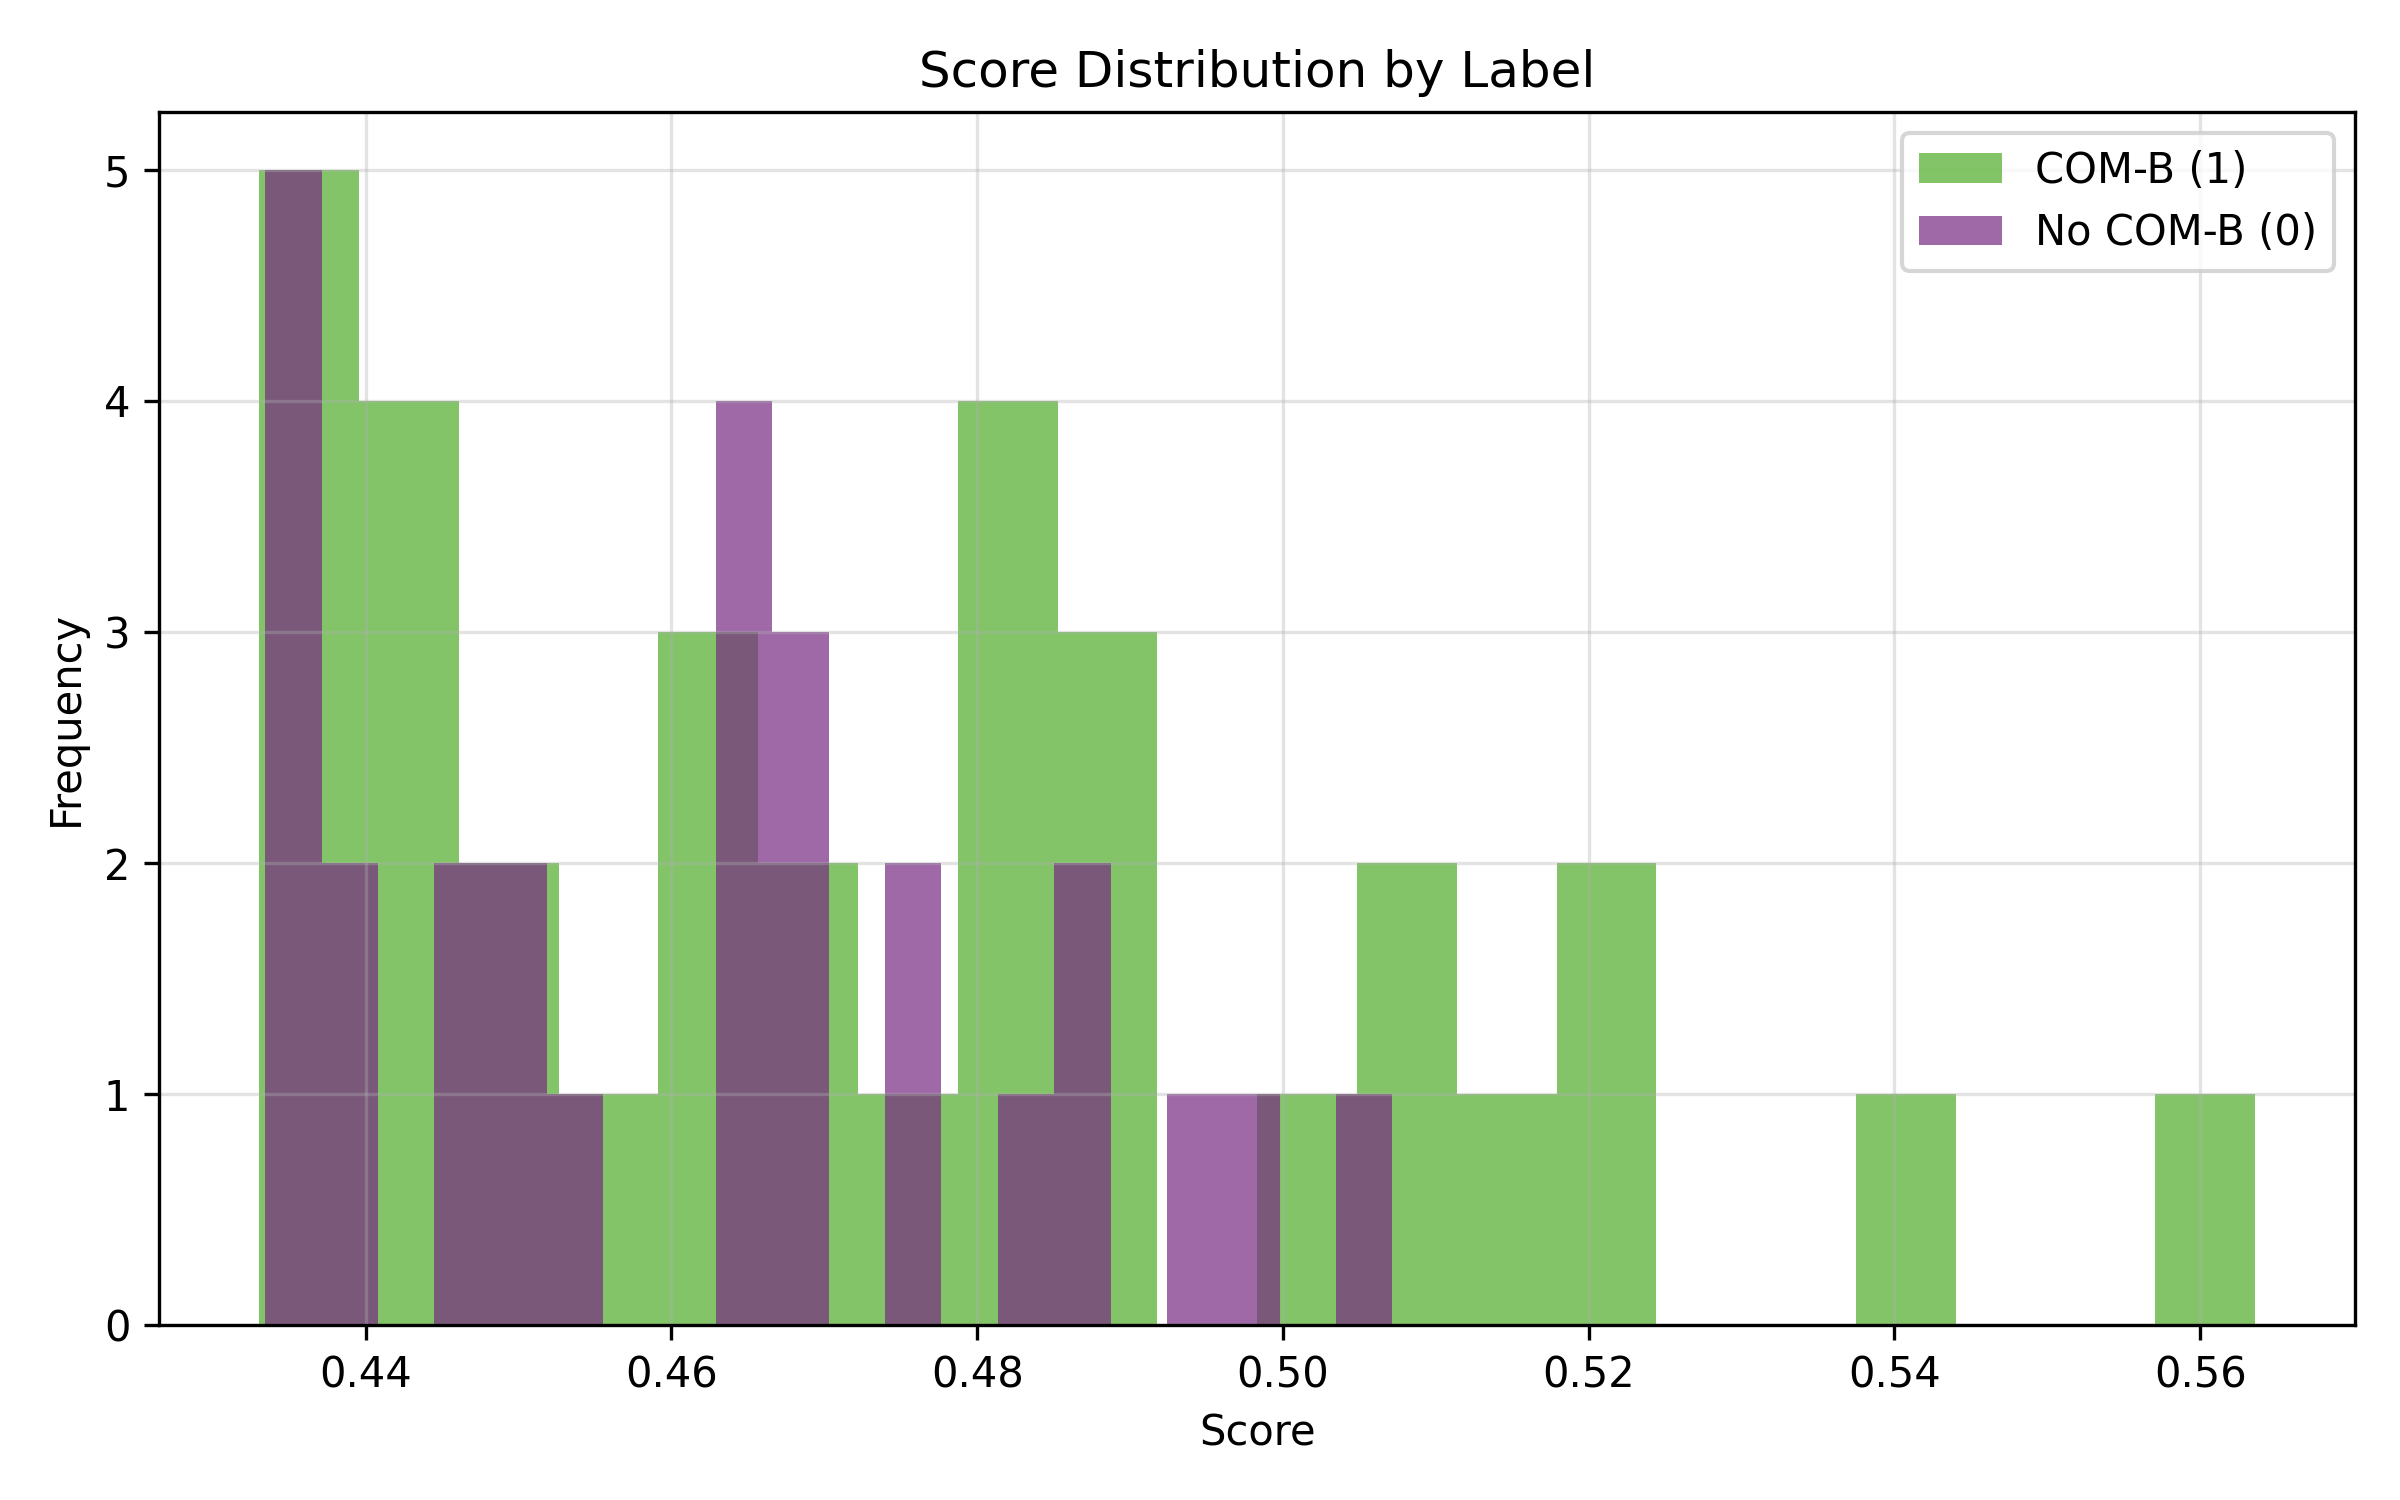 Score Distribution by Label
COM-B (1)
No COM-B (0)
Frequency
5
4
3
2
1
0
0.44 0.46 0.48 0.50 0.52 0.54 0.56
Score